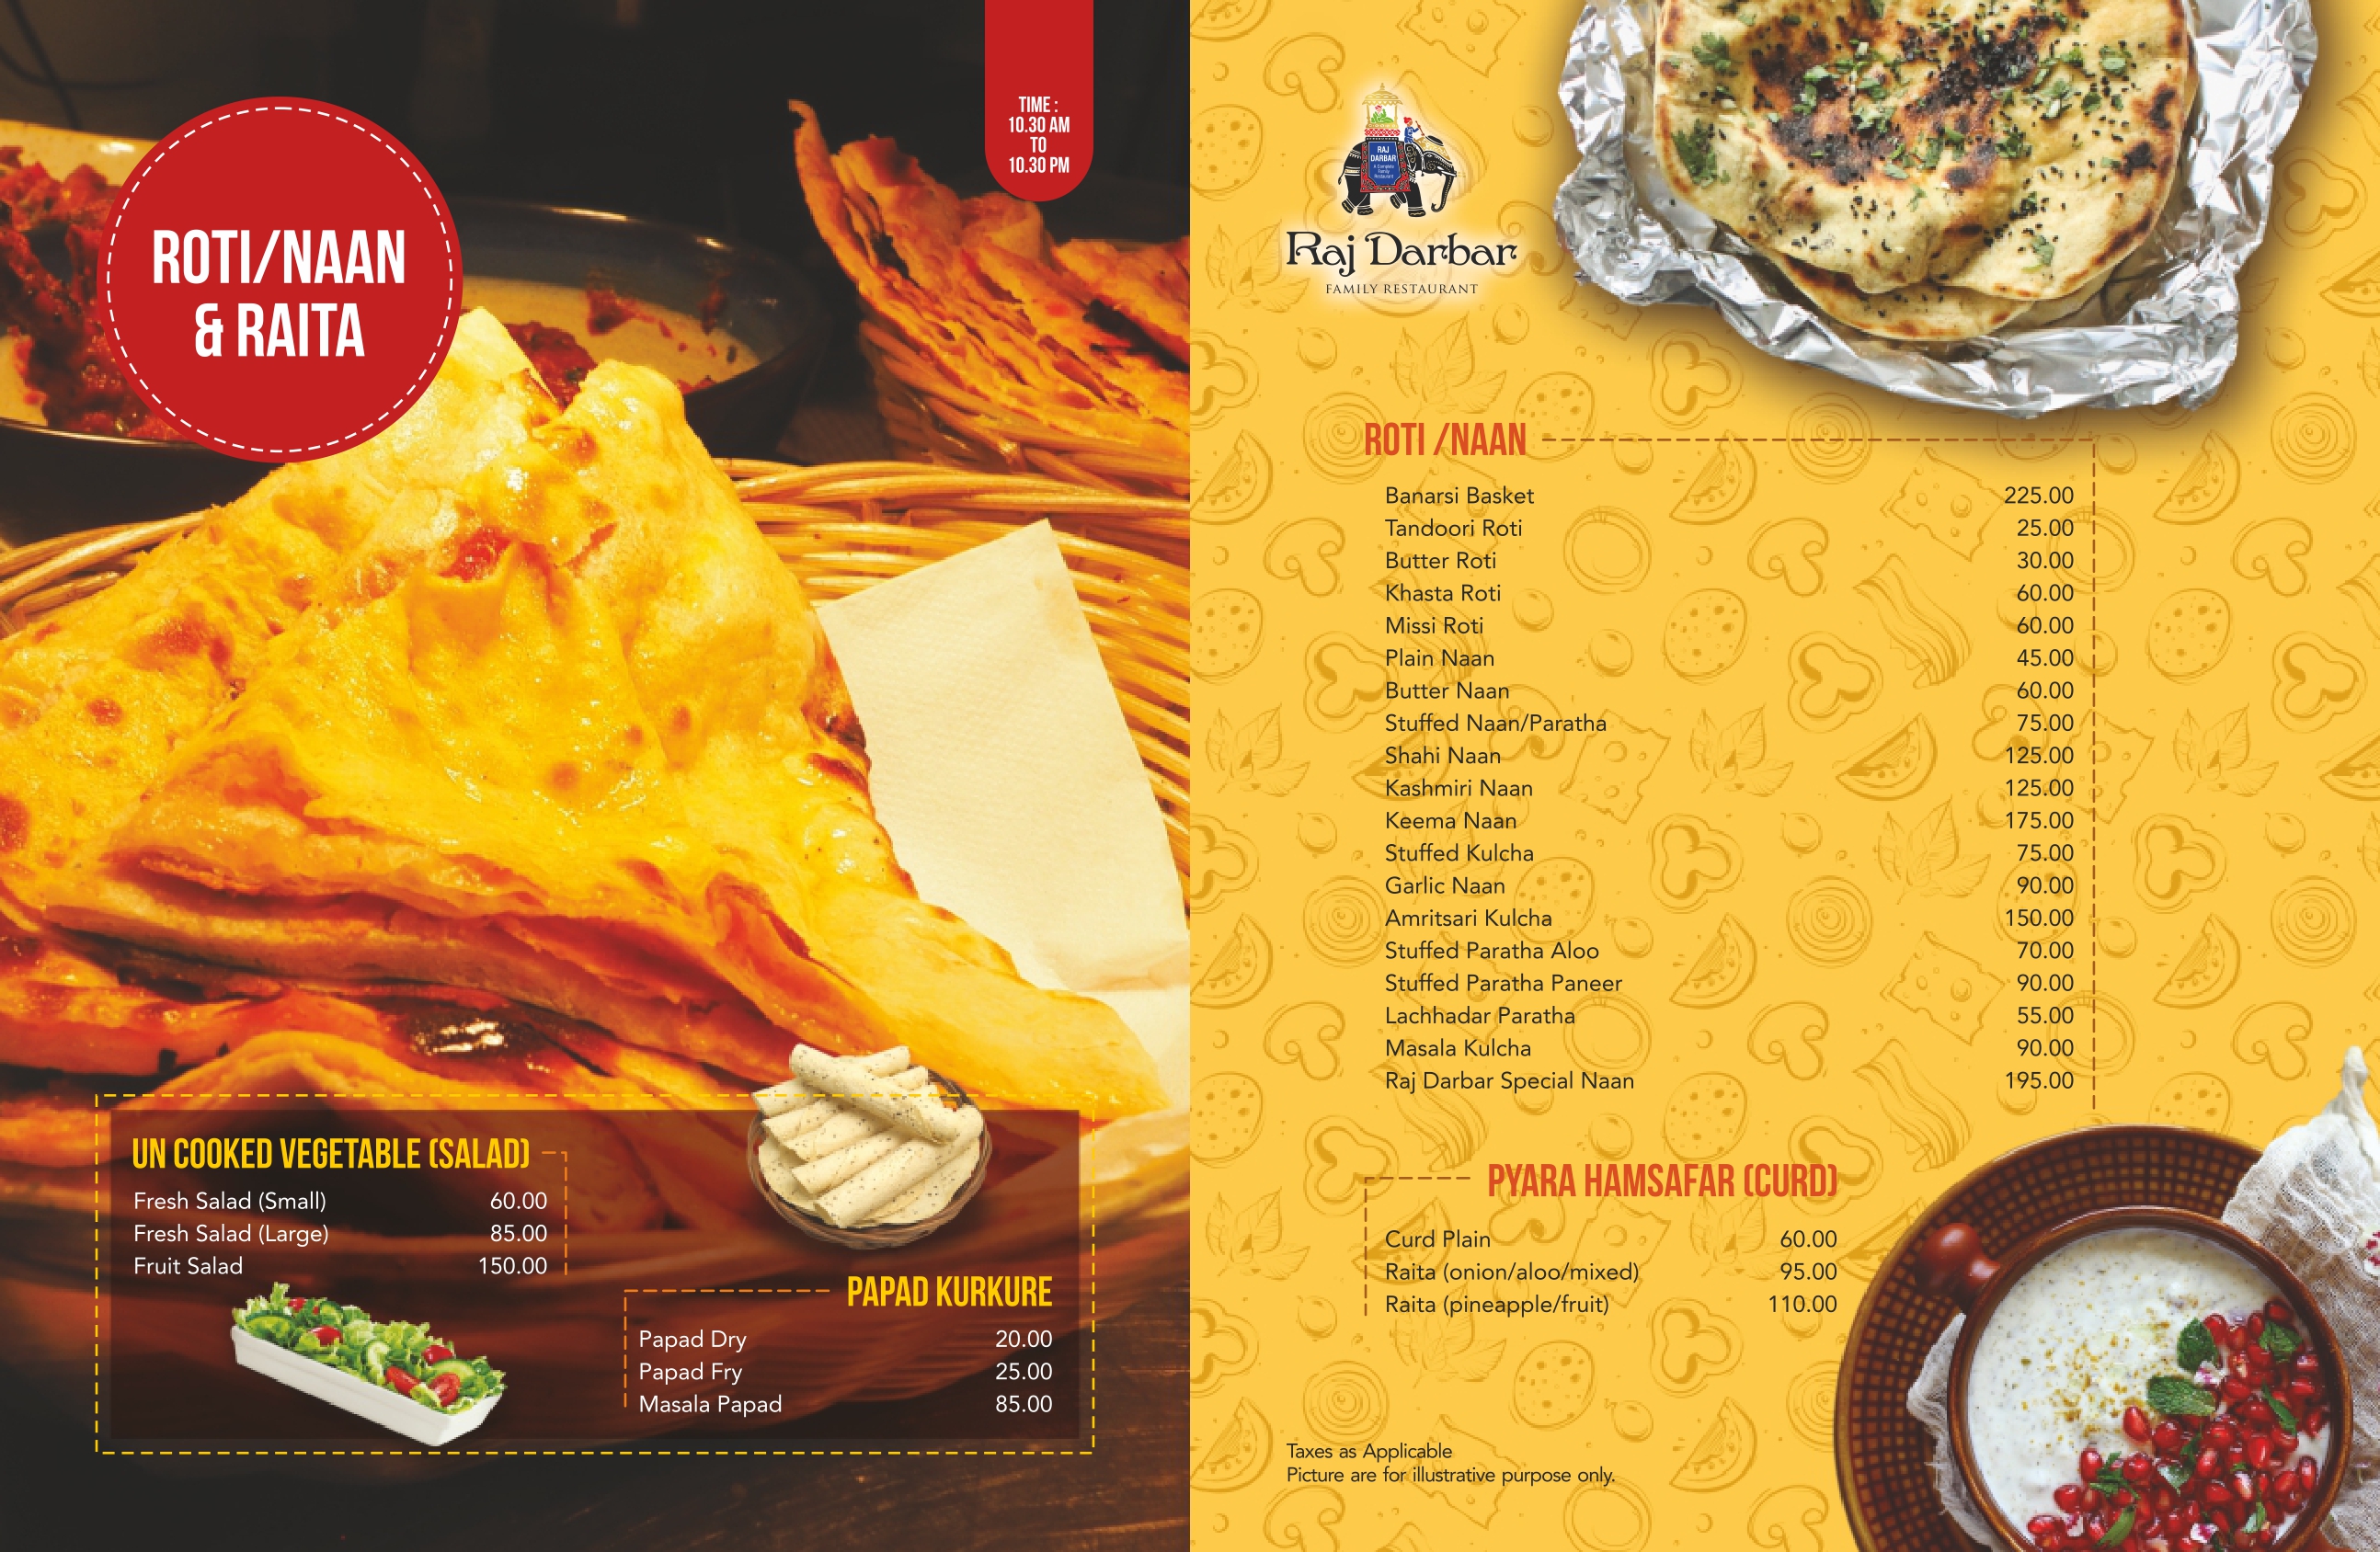 TIME :
10.30 AM
TO
10.30 PM
ROTI/NAAN
& RAITA
UN COOKED VEGETABLE (SALAD)
Fresh Salad (Small) 60.00
Fresh Salad (Large) 85.00
Fruit Salad 150.00
PAPAD KURKURE
Papad Dry 20.00
Papad Fry 25.00
Masala Papad 85.00
RAJ
DARBAR
A Complete
Family
Restaurant
Raj Darbar
FAMILY RESTAURANT
ROTI /NAAN
Banarsi Basket 225.00
Tandoori Roti 25.00
Butter Roti 30.00
Khasta Roti 60.00
Missi Roti 60.00
Plain Naan 45.00
Butter Naan 60.00
Stuffed Naan/Paratha 75.00
Shahi Naan 125.00
Kashmiri Naan 125.00
Keema Naan 175.00
Stuffed Kulcha 75.00
Garlic Naan 90.00
Amritsari Kulcha 150.00
Stuffed Paratha Aloo 70.00
Stuffed Paratha Paneer 90.00
Lachhadar Paratha 55.00
Masala Kulcha 90.00
Raj Darbar Special Naan 195.00
PYARA HAMSAFAR (CURD)
Curd Plain 60.00
Raita (onion/aloo/mixed) 95.00
Raita (pineapple/fruit) 110.00
Taxes as Applicable
Picture are for illustrative purpose only.